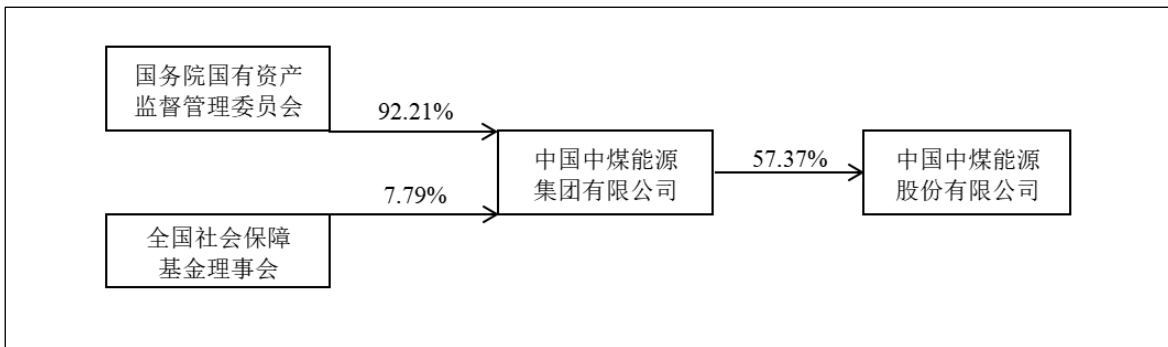 国务院国有资产
监督管理委员会
92.21%
7.79%
全国社会保障
基金理事会
中国中煤能源
集团有限公司
57.37%
中国中煤能源
股份有限公司